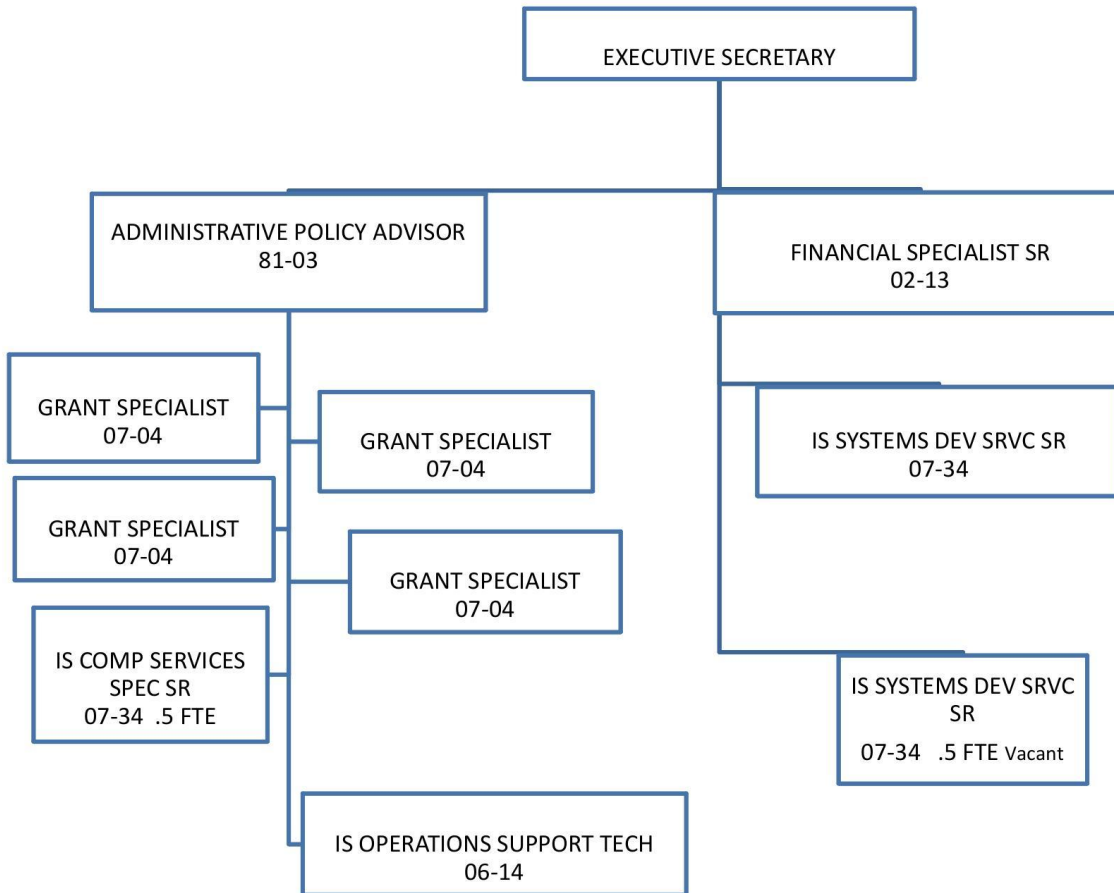 EXECUTIVE SECRETARY
ADMINISTRATIVE POLICY ADVISOR
81-03
FINANCIAL SPECIALIST SR
02-13
GRANT SPECIALIST
07-04
GRANT SPECIALIST
07-04
IS SYSTEMS DEV SRVC SR
07-34
GRANT SPECIALIST
07-04
GRANT SPECIALIST
07-04
IS COMP SERVICES
SPEC SR
07-34 .5 FTE
IS SYSTEMS DEV SRVC
SR
07-34 .5 FTE Vacant
IS OPERATIONS SUPPORT TECH
06-14